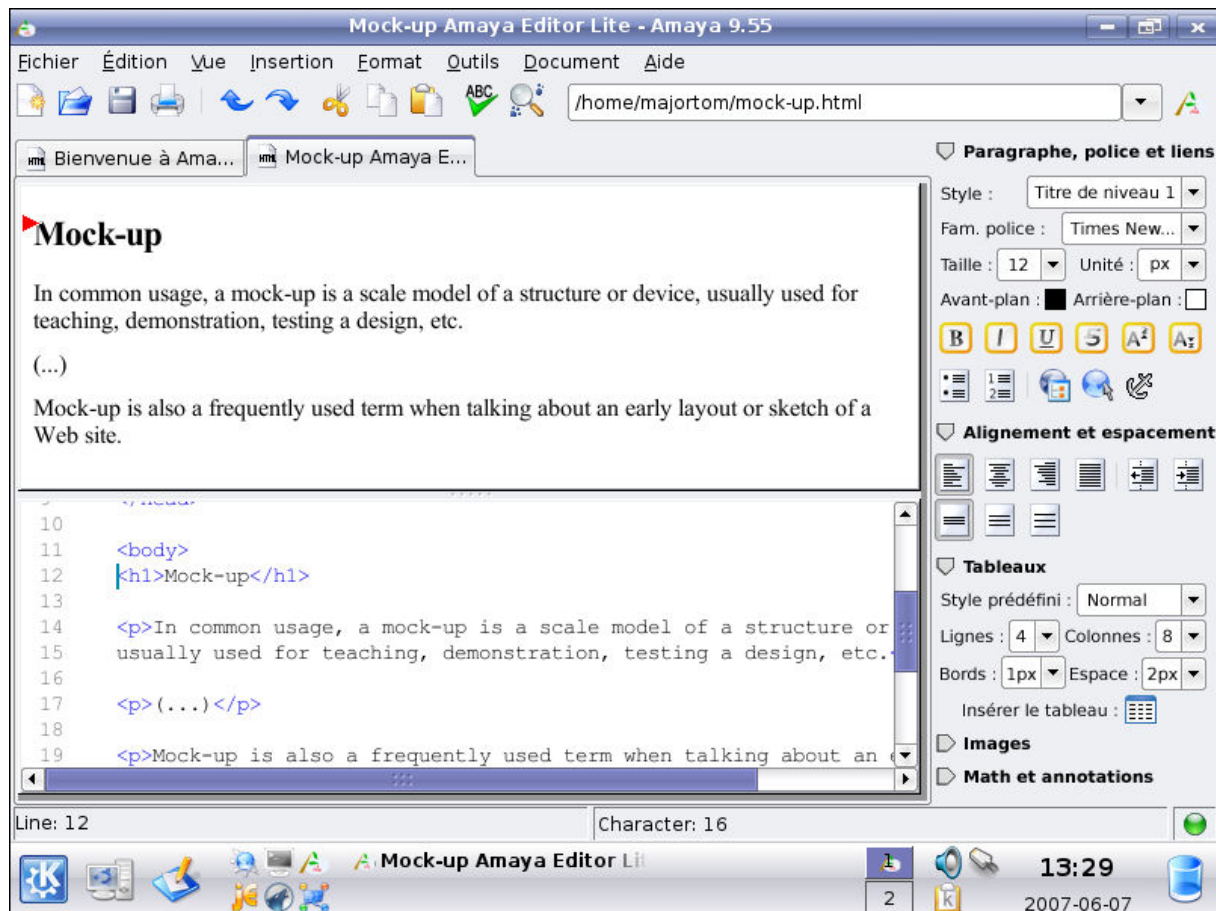 Mock-up Amaya Editor Lite - Amaya 9.55
Fichier Édition Vue Insertion Format Outils Document Aide
ABC /home/majortom/mock-up.html
Bienvenue à Ama... Mock-up Amaya E...
Mock-up
In common usage, a mock-up is a scale model of a structure or device, usually used for
teaching, demonstration, testing a design, etc.
(...)
Mock-up is also a frequently used term when talking about an early layout or sketch of a
Web site.
10
11 <body>
12 <h1>Mock-up</h1>
13
14 <p>In common usage, a mock-up is a scale model of a structure or
15 usually used for teaching, demonstration, testing a design, etc.
16
17 <p>(...)</p>
18
19 <p>Mock-up is also a frequently used term when talking about an
Paragraphe, police et liens
Style : Titre de niveau 1
Fam. police : Times New...
Taille : 12 Unité : px
Avant-plan : Arrière-plan :
B I U S A² A₂
Alignement et espacement
Tableaux
Style prédéfini : Normal
Lignes : 4 Colonnes : 8
Bords : 1px Espace : 2px
Insérer le tableau :
Images
Math et annotations
Line: 12 Character: 16
Mock-up Amaya Editor Li
1
2
13:29
2007-06-07